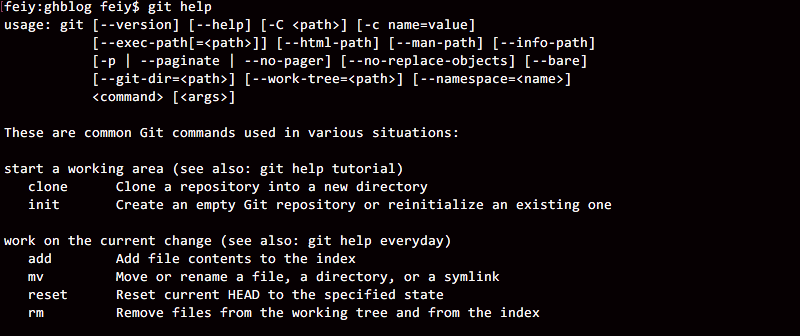 feiy:ghblog feiy$ git help
usage: git [--version] [--help] [-C <path>] [-c name=value]
           [--exec-path[=<path>]] [--html-path] [--man-path] [--info-path]
           [-p | --paginate | --no-pager] [--no-replace-objects] [--bare]
           [--git-dir=<path>] [--work-tree=<path>] [--namespace=<name>]
           <command> [<args>]

These are common Git commands used in various situations:

start a working area (see also: git help tutorial)
   clone      Clone a repository into a new directory
   init       Create an empty Git repository or reinitialize an existing one

work on the current change (see also: git help everyday)
   add        Add file contents to the index
   mv         Move or rename a file, a directory, or a symlink
   reset      Reset current HEAD to the specified state
   rm         Remove files from the working tree and from the index